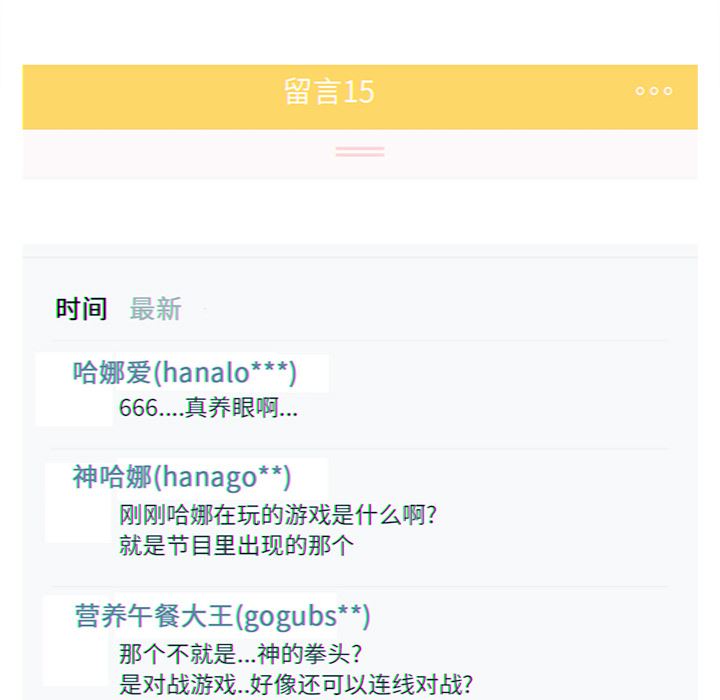 留言15
时间 最新
哈娜爱(hanalo***)
666....真养眼啊...
神哈娜(hanago**)
刚刚哈娜在玩的游戏是什么啊?
就是节目里出现的那个
营养午餐大王(gogubs**)
那个不就是...神的拳头?
是对战游戏..好像还可以连线对战?